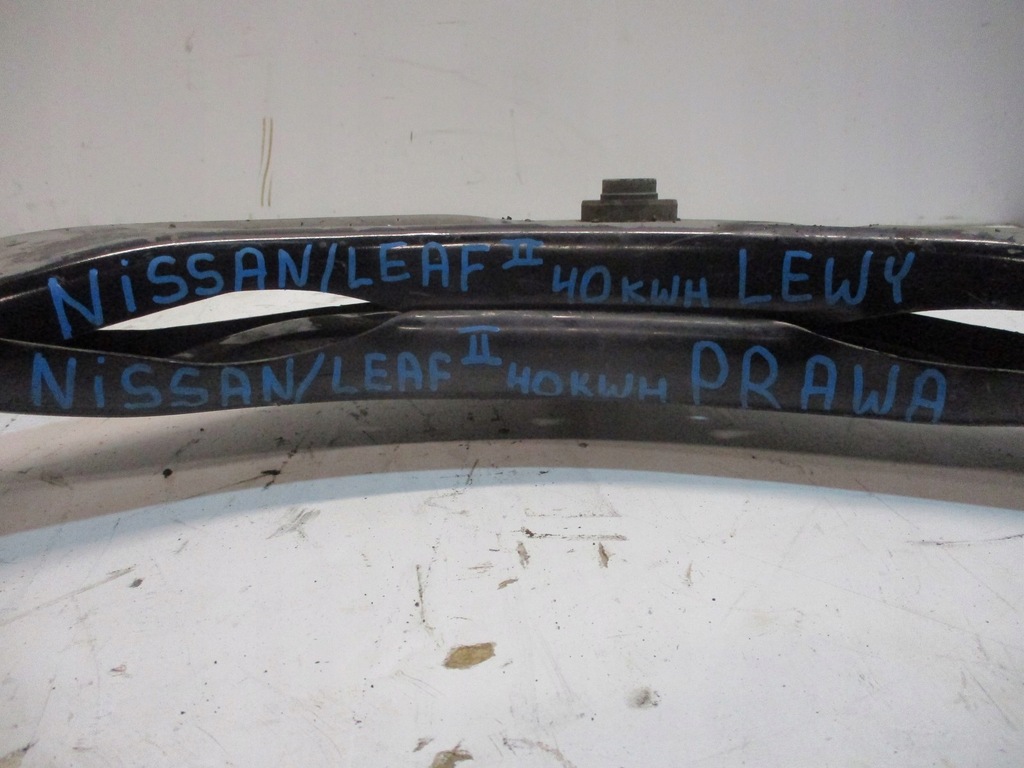 NiSSAN/LEAF II 40KWH LEWY
NiSSAN/LEAF II 40KWH PRAWA